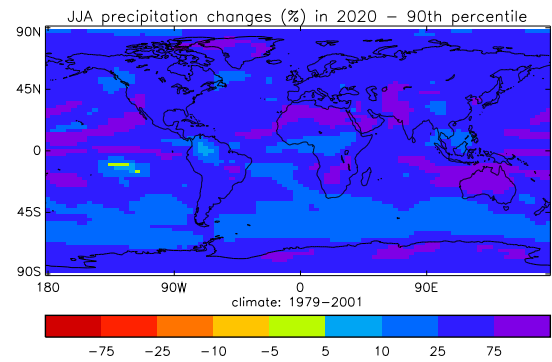 JJA precipitation changes (%) in 2020 − 90th percentile
90N
45N
0
45S
90S
180 90W 0 90E
climate: 1979−2001
−75 −25 −10 −5 5 10 25 75